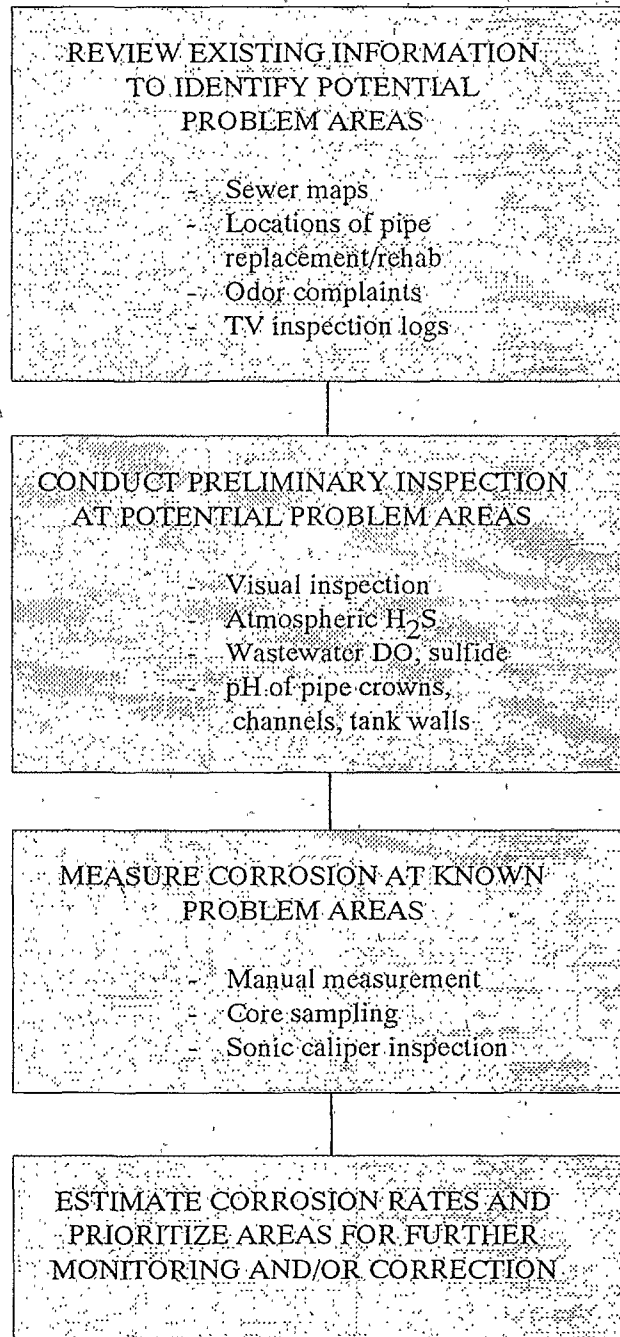 REVIEW EXISTING INFORMATION
TO IDENTIFY POTENTIAL
PROBLEM AREAS
- Sewer maps
- Locations of pipe
replacement/rehab
- Odor complaints
- TV inspection logs
CONDUCT PRELIMINARY INSPECTION
AT POTENTIAL PROBLEM AREAS
- Visual inspection
- Atmospheric H2S
- Wastewater DO, sulfide
- pH of pipe crowns,
channels, tank walls
MEASURE CORROSION AT KNOWN
PROBLEM AREAS
- Manual measurement
- Core sampling
- Sonic caliper inspection
ESTIMATE CORROSION RATES AND
PRIORITIZE AREAS FOR FURTHER
MONITORING AND/OR CORRECTION